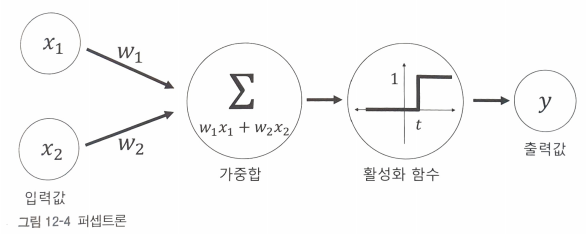 x₁
w₁
x₂
w₂
입력값
Σ
w₁x₁ + w₂x₂
가중합
1
t
활성화 함수
y
출력값
그림 12-4 퍼셉트론